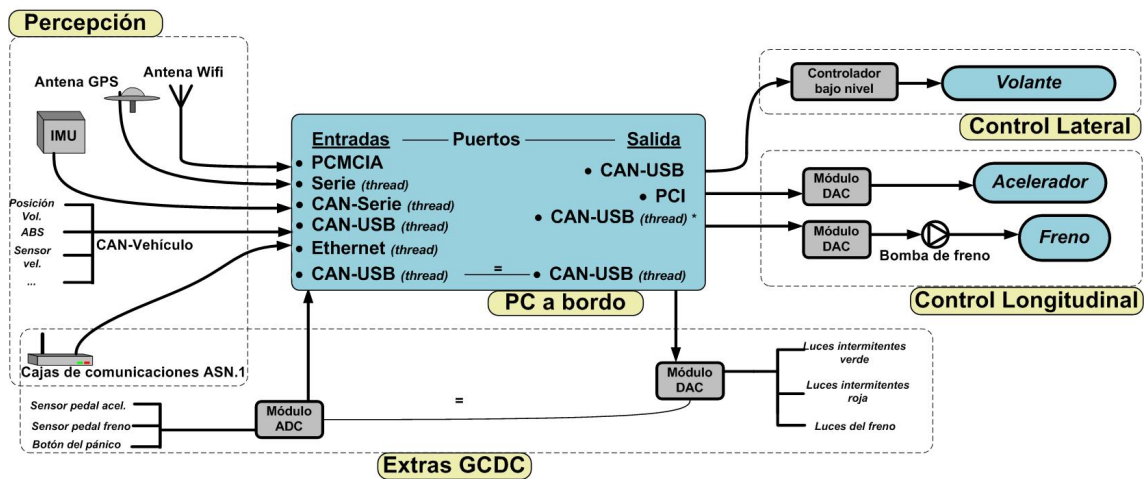 Percepción
Antena GPS
Antena Wifi
IMU
Posición
Vol.
ABS
Sensor
vel.
...
CAN-Vehículo
Cajas de comunicaciones ASN.1
Entradas
Puertos
Salida
• PCMCIA
• Serie (thread)
• CAN-Serie (thread)
• CAN-USB (thread)
• Ethernet (thread)
• CAN-USB (thread)
=
• CAN-USB
• PCI
• CAN-USB (thread) *
• CAN-USB (thread)
PC a bordo
Controlador
bajo nivel
Volante
Control Lateral
Módulo
DAC
Acelerador
Módulo
DAC
Bomba de freno
Freno
Control Longitudinal
Sensor pedal acel.
Sensor pedal freno
Botón del pánico
Módulo
ADC
=
Módulo
DAC
Luces intermitentes
verde
Luces intermitentes
roja
Luces del freno
Extras GCDC